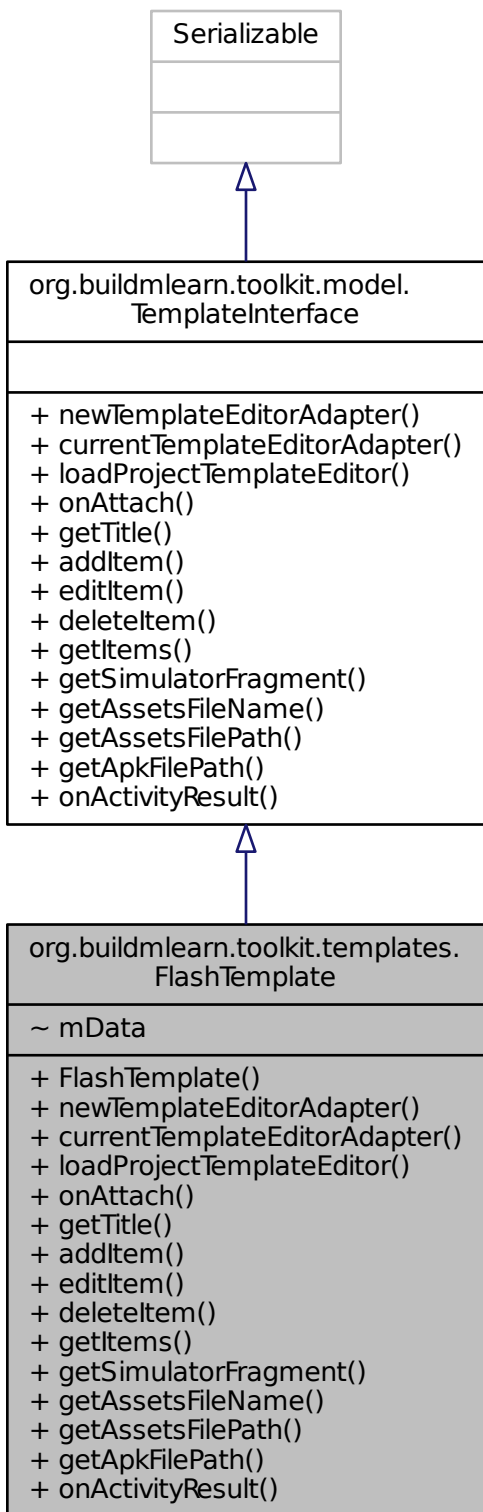 Serializable
org.buildmlearn.toolkit.model.
TemplateInterface
+ newTemplateEditorAdapter()
+ currentTemplateEditorAdapter()
+ loadProjectTemplateEditor()
+ onAttach()
+ getTitle()
+ addItem()
+ editItem()
+ deleteItem()
+ getItems()
+ getSimulatorFragment()
+ getAssetsFileName()
+ getAssetsFilePath()
+ getApkFilePath()
+ onActivityResult()
org.buildmlearn.toolkit.templates.
FlashTemplate
~ mData
+ FlashTemplate()
+ newTemplateEditorAdapter()
+ currentTemplateEditorAdapter()
+ loadProjectTemplateEditor()
+ onAttach()
+ getTitle()
+ addItem()
+ editItem()
+ deleteItem()
+ getItems()
+ getSimulatorFragment()
+ getAssetsFileName()
+ getAssetsFilePath()
+ getApkFilePath()
+ onActivityResult()